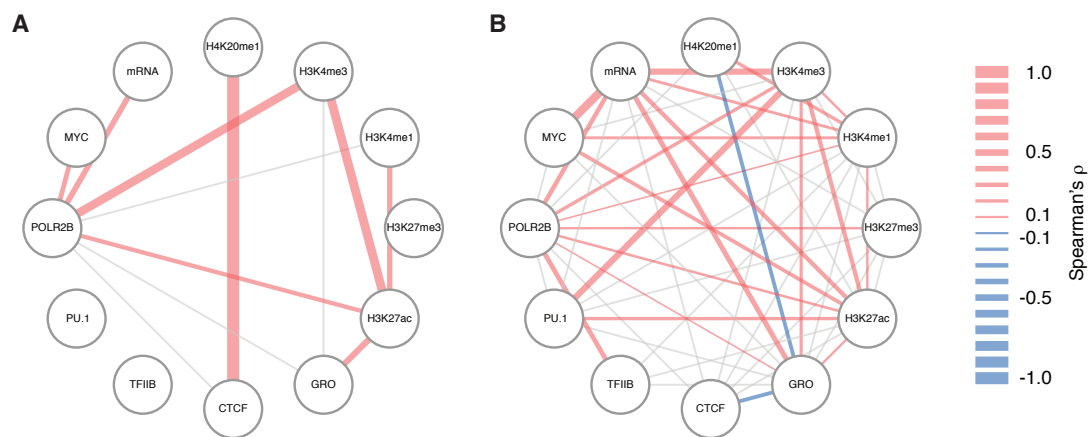 A
H4K20me1
mRNA
H3K4me3
MYC
H3K4me1
POLR2B
H3K27me3
PU.1
H3K27ac
TFIIB
GRO
CTCF
B
H4K20me1
mRNA
H3K4me3
MYC
H3K4me1
POLR2B
H3K27me3
PU.1
H3K27ac
TFIIB
GRO
CTCF
1.0
0.5
0.1
-0.1
-0.5
-1.0
Spearman's ρ